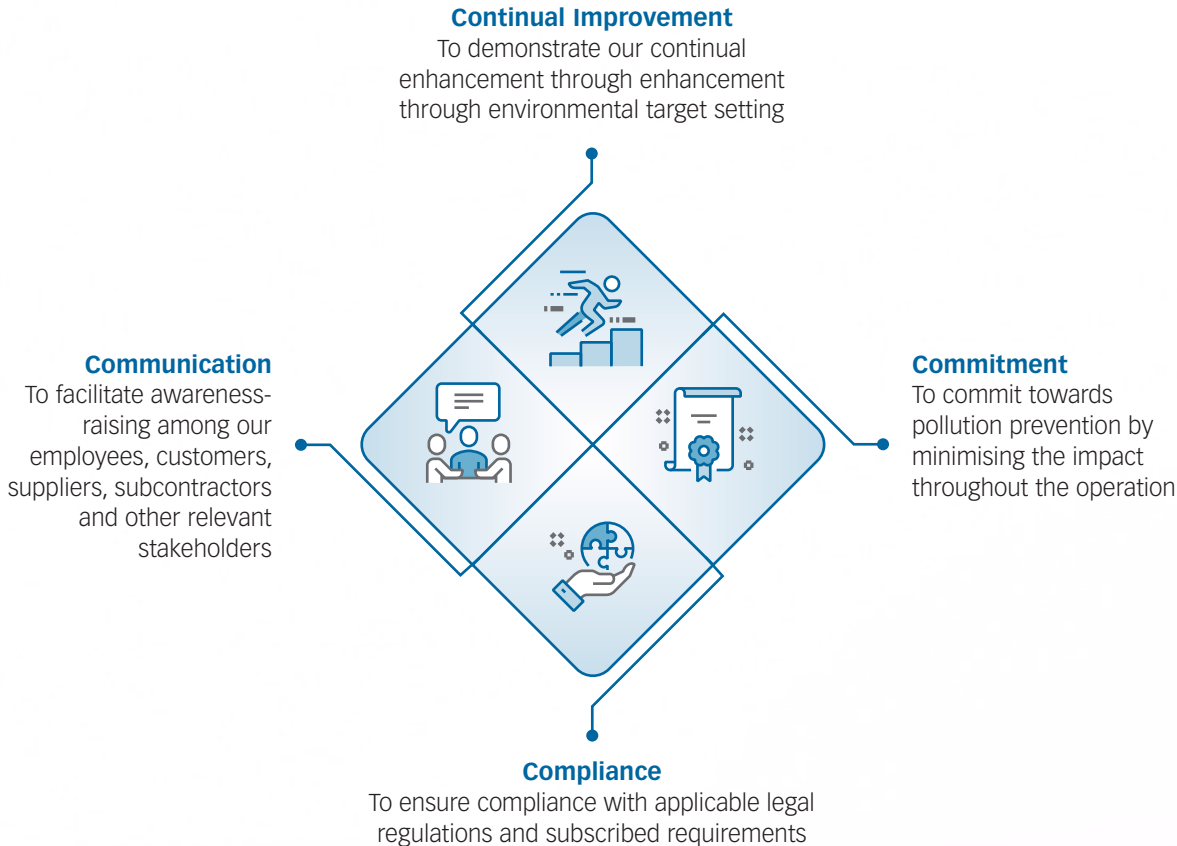 Continual Improvement
To demonstrate our continual
enhancement through enhancement
through environmental target setting
Communication
To facilitate awareness-
raising among our
employees, customers,
suppliers, subcontractors
and other relevant
stakeholders
Commitment
To commit towards
pollution prevention by
minimising the impact
throughout the operation
Compliance
To ensure compliance with applicable legal
regulations and subscribed requirements